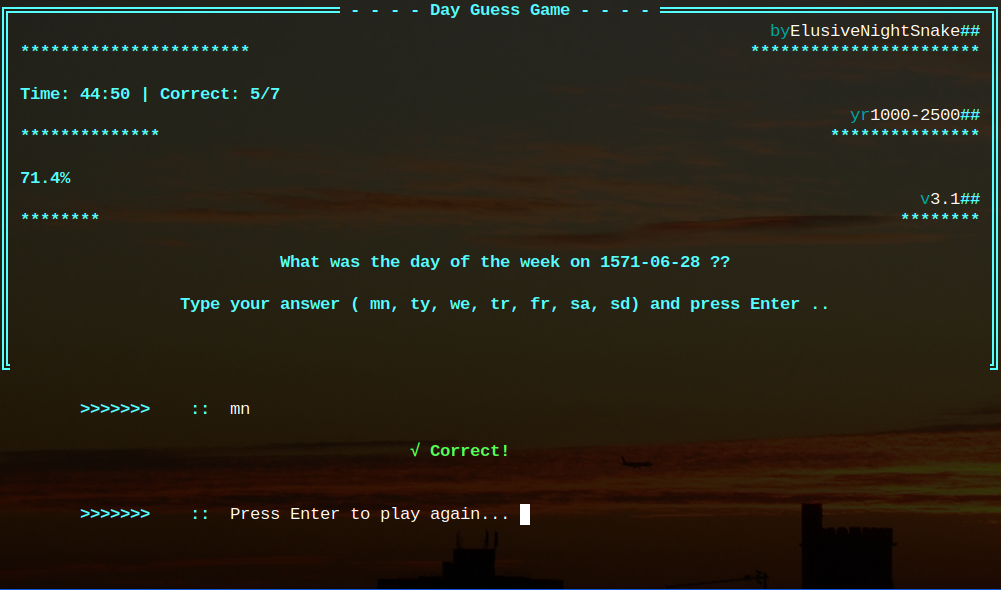 - - - - Day Guess Game - - - -
byElusiveNightSnake##
*********************** ***********************
Time: 44:50 | Correct: 5/7
yr1000-2500##
************** ***************
71.4%
v3.1##
******** ********
What was the day of the week on 1571-06-28 ??
Type your answer ( mn, ty, we, tr, fr, sa, sd) and press Enter ..
>>>>>>> :: mn
√ Correct!
>>>>>>> :: Press Enter to play again...